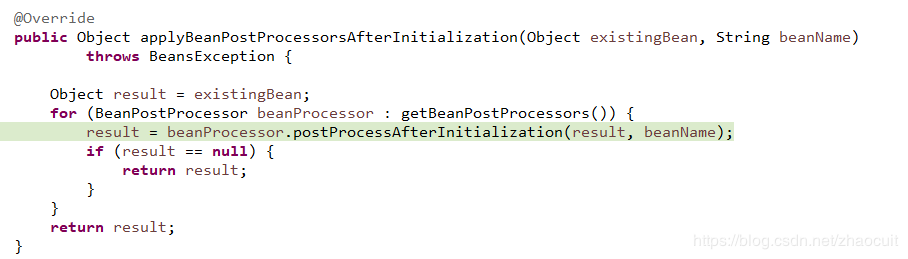 @Override
public Object applyBeanPostProcessorsAfterInitialization(Object existingBean, String beanName)
        throws BeansException {

    Object result = existingBean;
    for (BeanPostProcessor beanProcessor : getBeanPostProcessors()) {
        result = beanProcessor.postProcessAfterInitialization(result, beanName);
        if (result == null) {
            return result;
        }
    }
    return result;
}
https://blog.csdn.net/zhaocuit